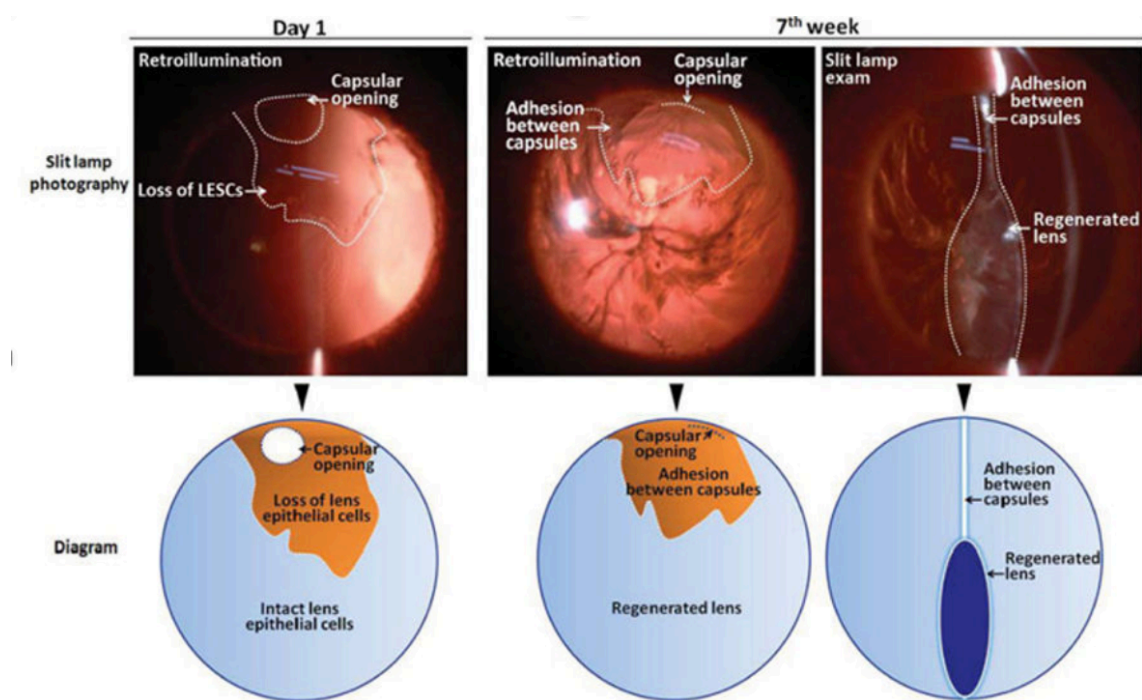 Day 1
7th week
Retroillumination
Capsular
opening
Loss of LESCs
Retroillumination
Capsular
opening
Adhesion
between
capsules
Slit lamp
exam
Adhesion
between
capsules
Regenerated
lens
Slit lamp
photography
Capsular
opening
Loss of lens
epithelial cells
Intact lens
epithelial cells
Capsular
opening
Adhesion
between capsules
Regenerated lens
Adhesion
between
capsules
Regenerated
lens
Diagram